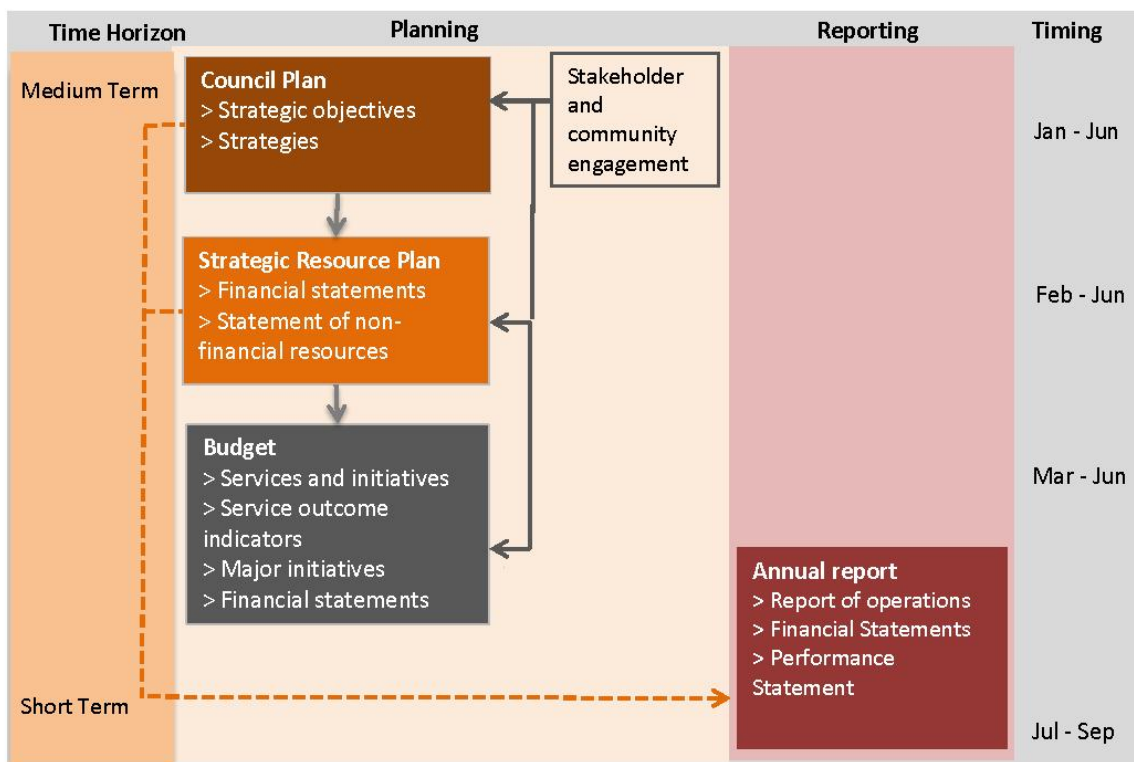 Time Horizon
Planning
Reporting
Timing
Medium Term
Council Plan
> Strategic objectives
> Strategies
Stakeholder
and
community
engagement
Jan - Jun
Strategic Resource Plan
> Financial statements
> Statement of non-
financial resources
Feb - Jun
Budget
> Services and initiatives
> Service outcome
indicators
> Major initiatives
> Financial statements
Mar - Jun
Annual report
> Report of operations
> Financial Statements
> Performance
Statement
Short Term
Jul - Sep